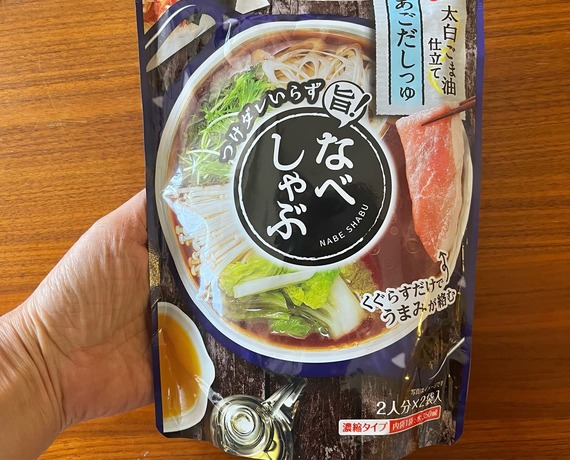 太白ごま油
仕立て
あごだしつゆ
つけダレいらず
旨!
なべ
しゃぶ
NABE SHABU
くぐらすだけで
うまみが絡む
2人分×2袋入
濃縮タイプ